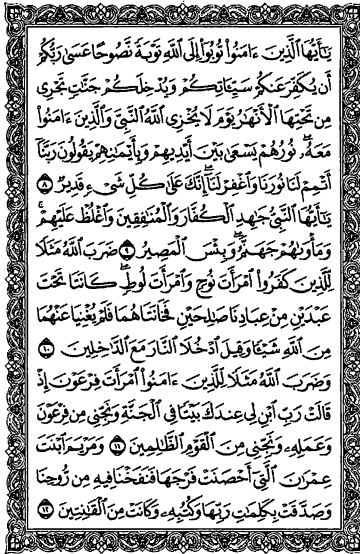 يَٰٓأَيُّهَا ٱلَّذِينَ ءَامَنُوا۟ تُوبُوٓا۟ إِلَى ٱللَّهِ تَوْبَةً نَّصُوحًا عَسَىٰ رَبُّكُمْ
أَن يُكَفِّرَ عَنكُمْ سَيِّـَٔاتِكُمْ وَيُدْخِلَكُمْ جَنَّٰتٍ تَجْرِى
مِن تَحْتِهَا ٱلْأَنْهَٰرُ يَوْمَ لَا يُخْزِى ٱللَّهُ ٱلنَّبِىَّ وَٱلَّذِينَ ءَامَنُوا۟
مَعَهُۥ ۖ نُورُهُمْ يَسْعَىٰ بَيْنَ أَيْدِيهِمْ وَبِأَيْمَٰنِهِمْ يَقُولُونَ رَبَّنَآ
أَتْمِمْ لَنَا نُورَنَا وَٱغْفِرْ لَنَآ ۖ إِنَّكَ عَلَىٰ كُلِّ شَىْءٍ قَدِيرٌ ٨
يَٰٓأَيُّهَا ٱلنَّبِىُّ جَٰهِدِ ٱلْكُفَّارَ وَٱلْمُنَٰفِقِينَ وَٱغْلُظْ عَلَيْهِمْ ۚ
وَمَأْوَىٰهُمْ جَهَنَّمُ ۖ وَبِئْسَ ٱلْمَصِيرُ ٩ ضَرَبَ ٱللَّهُ مَثَلًا
لِّلَّذِينَ كَفَرُوا۟ ٱمْرَأَتَ نُوحٍ وَٱمْرَأَتَ لُوطٍ ۖ كَانَتَا تَحْتَ
عَبْدَيْنِ مِنْ عِبَادِنَا صَٰلِحَيْنِ فَخَانَتَاهُمَا فَلَمْ يُغْنِيَا عَنْهُمَا
مِنَ ٱللَّهِ شَيْـًٔا وَقِيلَ ٱدْخُلَا ٱلنَّارَ مَعَ ٱلدَّٰخِلِينَ ١٠
وَضَرَبَ ٱللَّهُ مَثَلًا لِّلَّذِينَ ءَامَنُوا۟ ٱمْرَأَتَ فِرْعَوْنَ إِذْ
قَالَتْ رَبِّ ٱبْنِ لِى عِندَكَ بَيْتًا فِى ٱلْجَنَّةِ وَنَجِّنِى مِن فِرْعَوْنَ
وَعَمَلِهِۦ وَنَجِّنِى مِنَ ٱلْقَوْمِ ٱلظَّٰلِمِينَ ١١ وَمَرْيَمَ ٱبْنَتَ
عِمْرَٰنَ ٱلَّتِىٓ أَحْصَنَتْ فَرْجَهَا فَنَفَخْنَا فِيهِ مِن رُّوحِنَا
وَصَدَّقَتْ بِكَلِمَٰتِ رَبِّهَا وَكُتُبِهِۦ وَكَانَتْ مِنَ ٱلْقَٰنِتِينَ ١٢